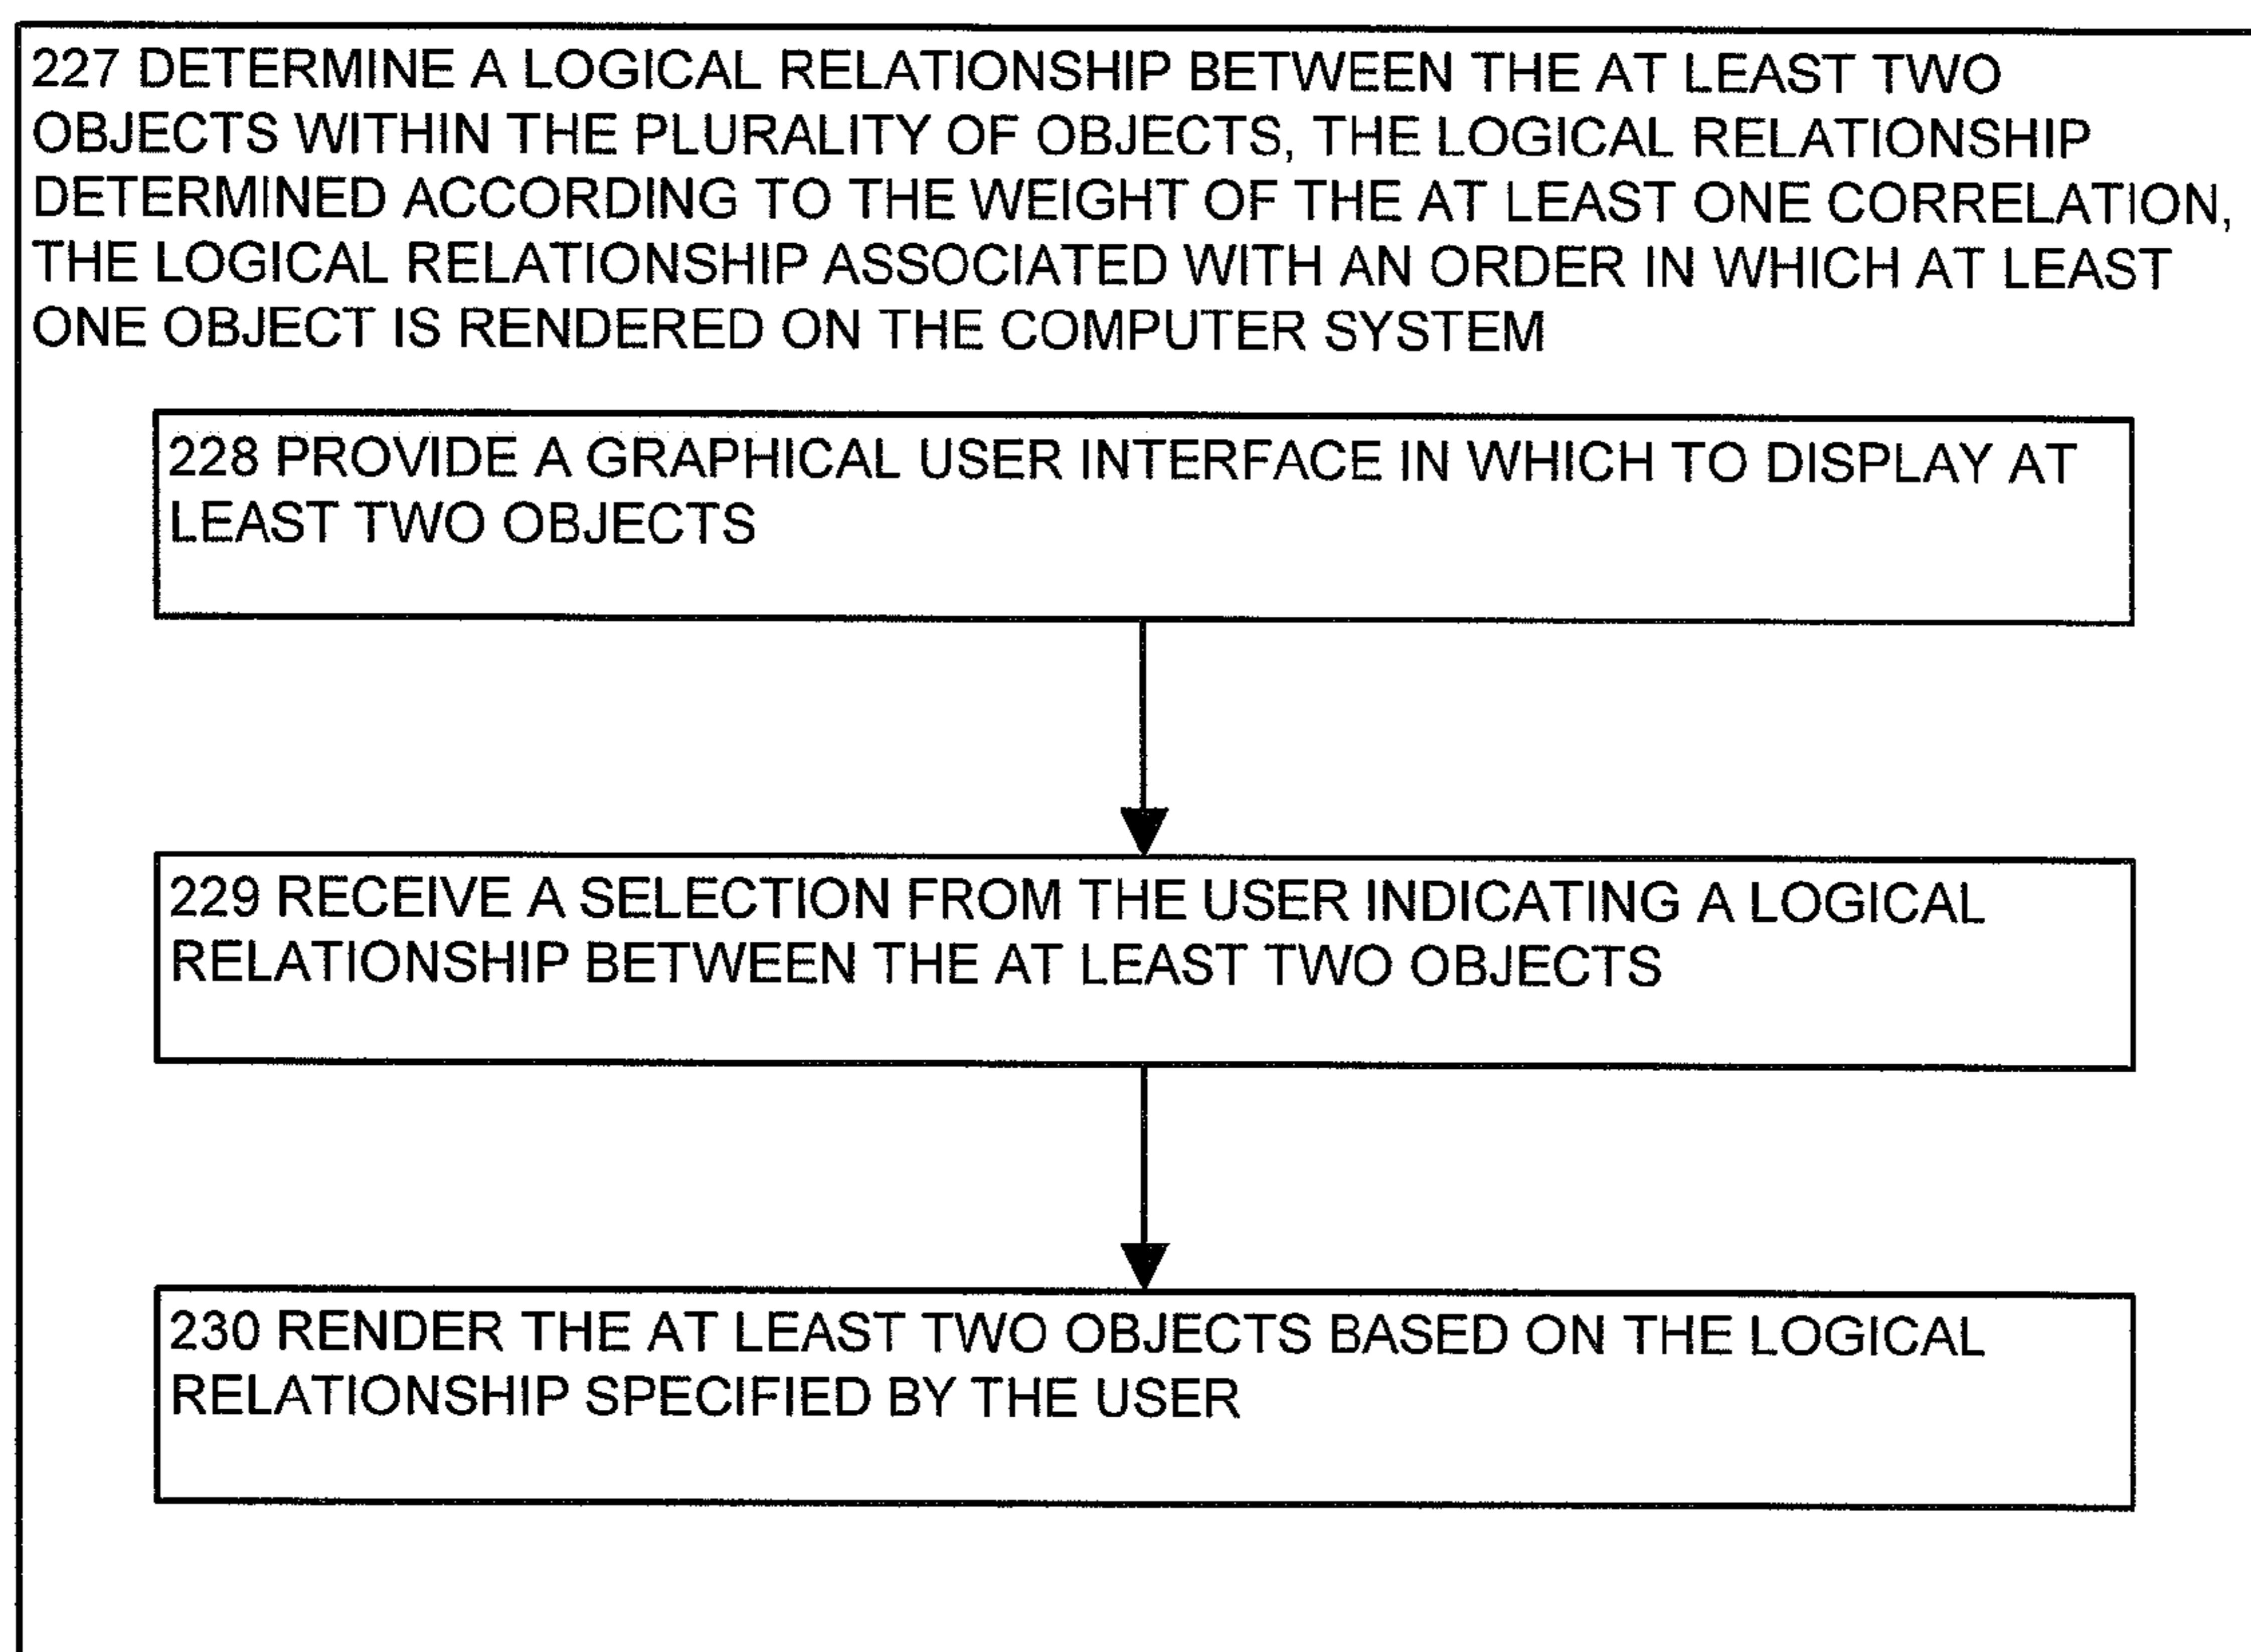 227 DETERMINE A LOGICAL RELATIONSHIP BETWEEN THE AT LEAST TWO
OBJECTS WITHIN THE PLURALITY OF OBJECTS, THE LOGICAL RELATIONSHIP
DETERMINED ACCORDING TO THE WEIGHT OF THE AT LEAST ONE CORRELATION,
THE LOGICAL RELATIONSHIP ASSOCIATED WITH AN ORDER IN WHICH AT LEAST
ONE OBJECT IS RENDERED ON THE COMPUTER SYSTEM
228 PROVIDE A GRAPHICAL USER INTERFACE IN WHICH TO DISPLAY AT
LEAST TWO OBJECTS
229 RECEIVE A SELECTION FROM THE USER INDICATING A LOGICAL
RELATIONSHIP BETWEEN THE AT LEAST TWO OBJECTS
230 RENDER THE AT LEAST TWO OBJECTS BASED ON THE LOGICAL
RELATIONSHIP SPECIFIED BY THE USER